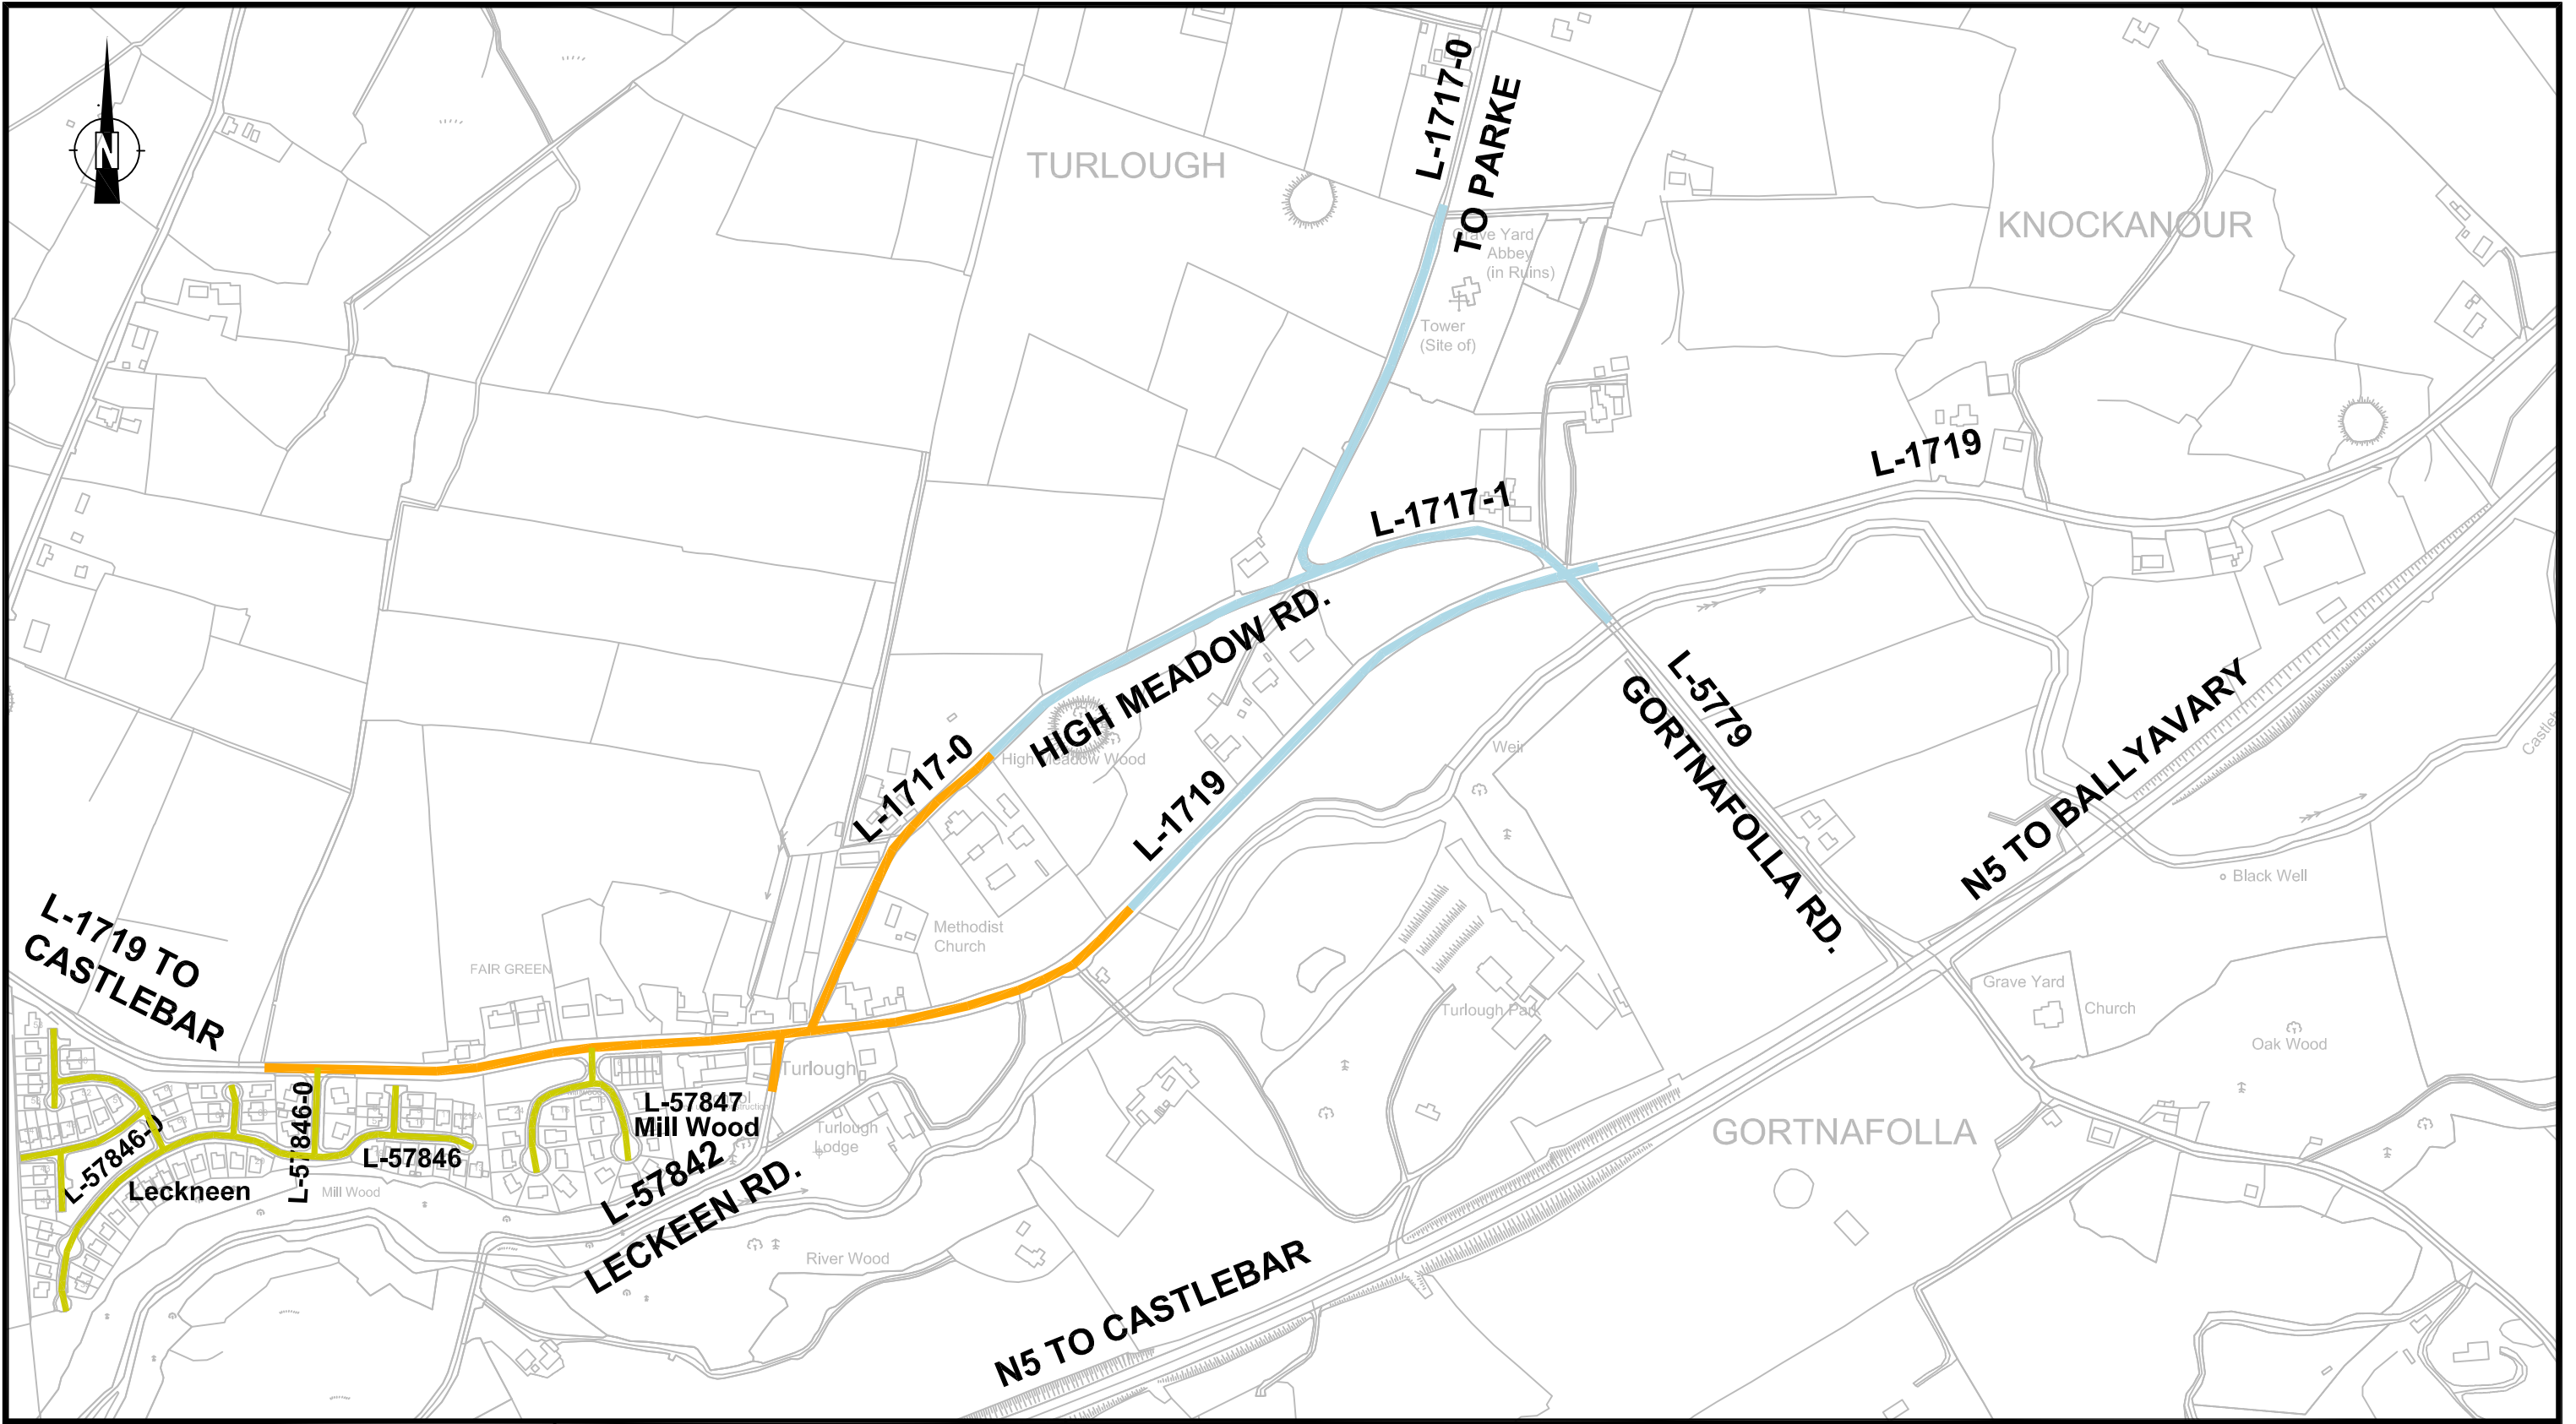 N
L-1717-0
TO PARKE
TURLOUGH
KNOCKANOUR
Grave Yard
Abbey
(in Ruins)
Tower
(Site of)
L-1719
L-1717-1
HIGH MEADOW RD.
L-5779
GORTNAFOLLA RD.
Weir
High Meadow Wood
L-1717-0
L-1719
N5 TO BALLYAVARY
Black Well
L-1719 TO
CASTLEBAR
FAIR GREEN
Methodist
Church
Turlough Park
Grave Yard
Church
Oak Wood
Turlough
L-57847
Mill Wood
Turlough
Lodge
GORTNAFOLLA
L-57846-0
L-57846-0
L-57846
Leckneen
Mill Wood
L-57842
LECKEEN RD.
River Wood
N5 TO CASTLEBAR